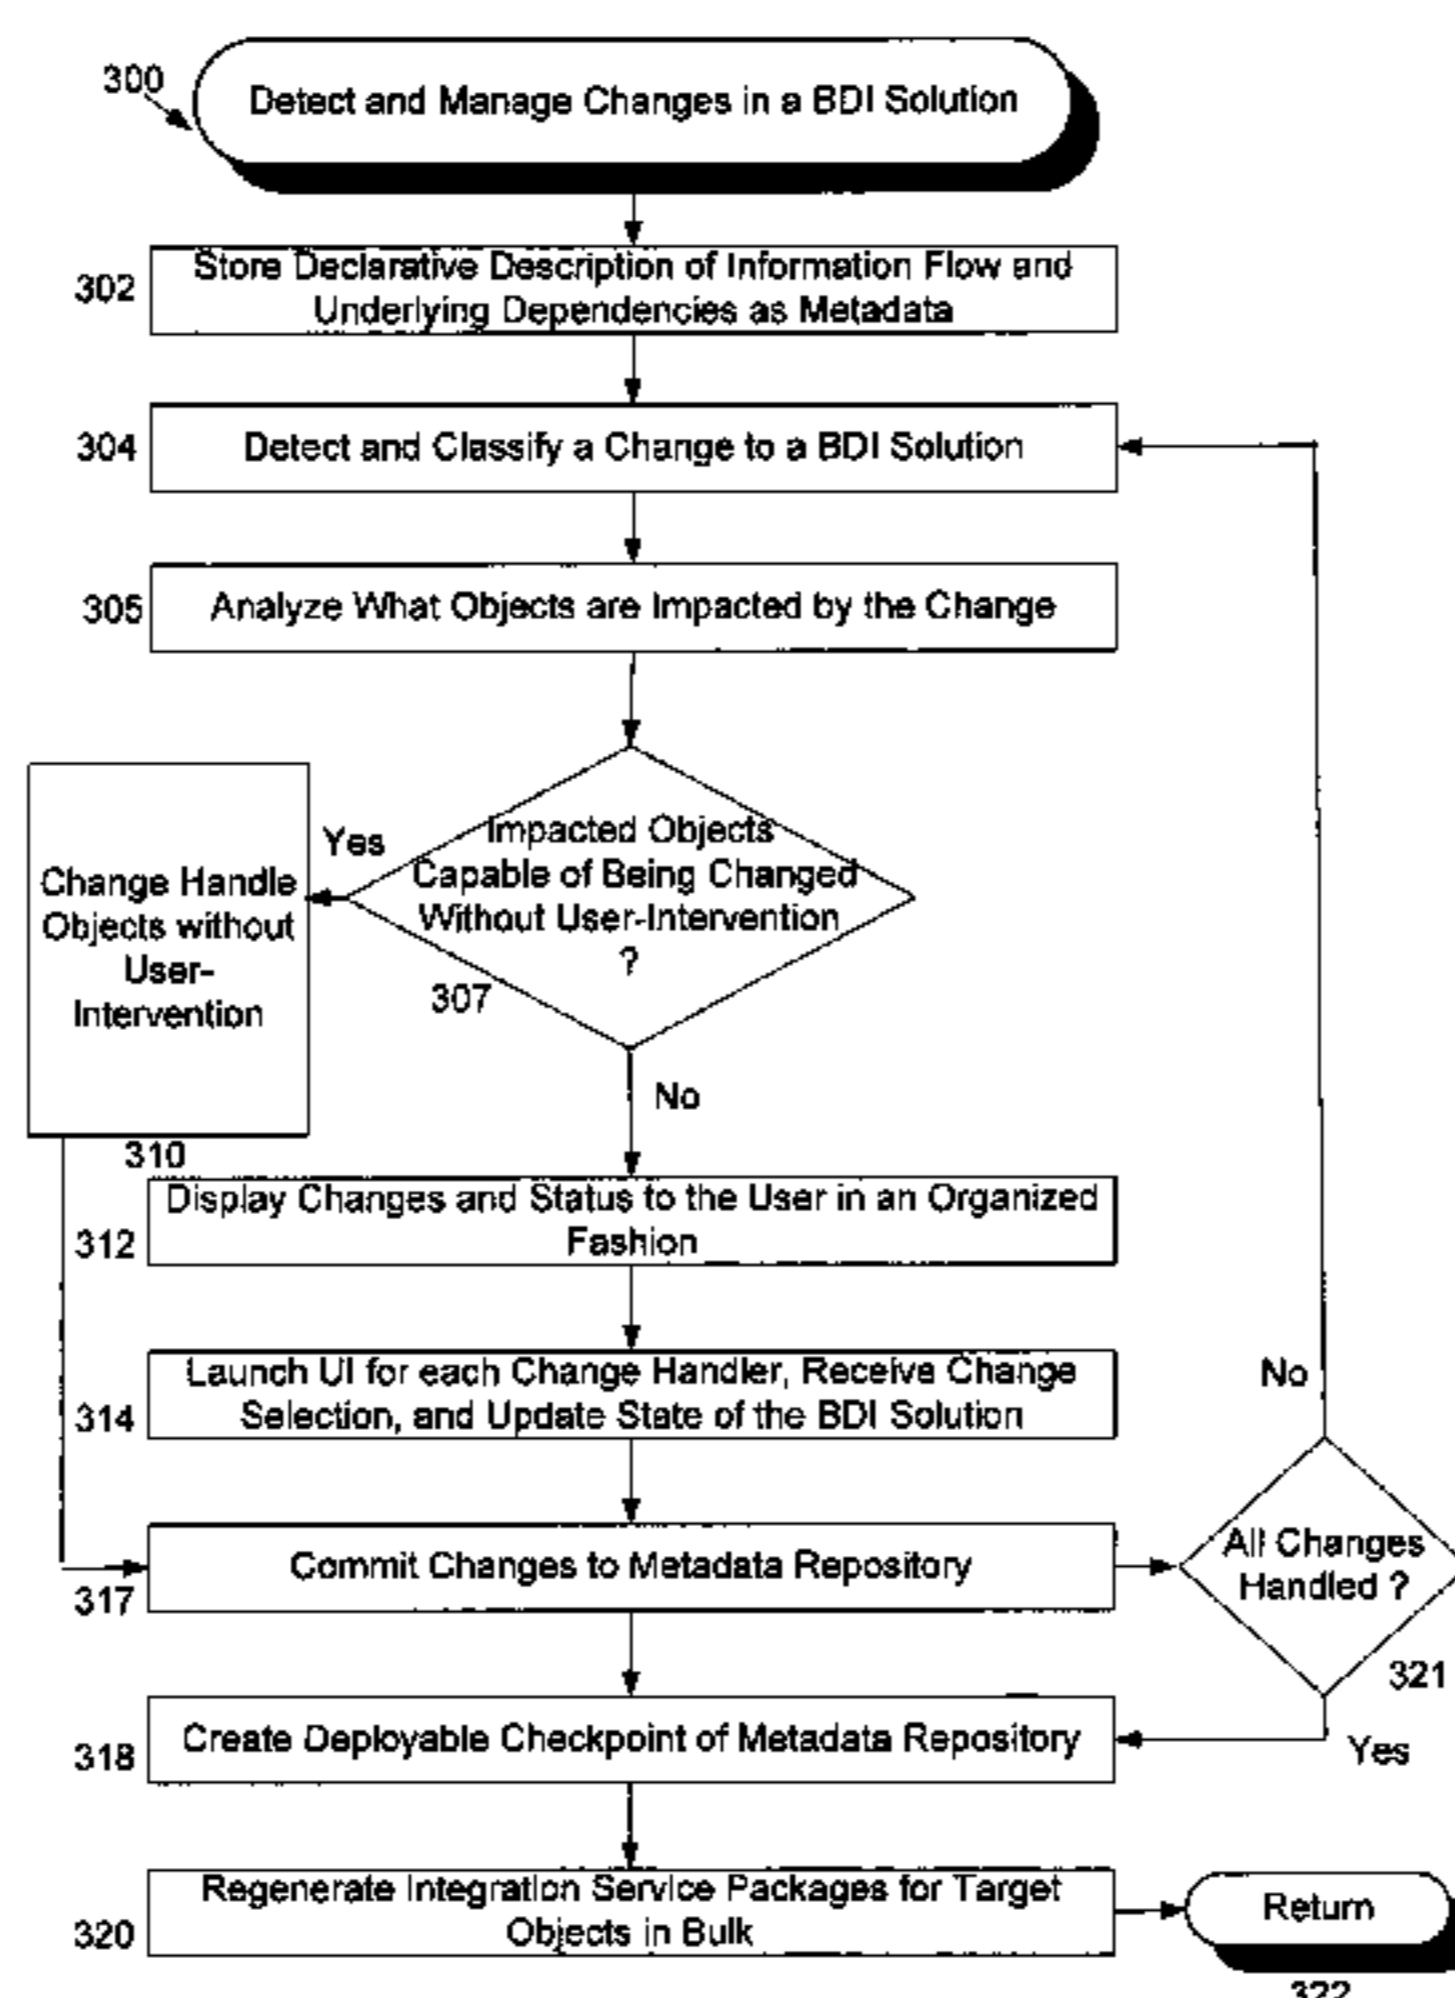 300
Detect and Manage Changes in a BDI Solution
302
Store Declarative Description of Information Flow and
Underlying Dependencies as Metadata
304
Detect and Classify a Change to a BDI Solution
305
Analyze What Objects are Impacted by the Change
Impacted Objects
Capable of Being Changed
Without User-Intervention
?
307
Yes
Change Handle
Objects without
User-
Intervention
310
No
312
Display Changes and Status to the User in an Organized
Fashion
314
Launch UI for each Change Handler, Receive Change
Selection, and Update State of the BDI Solution
317
Commit Changes to Metadata Repository
All Changes
Handled ?
321
No
Yes
318
Create Deployable Checkpoint of Metadata Repository
320
Regenerate Integration Service Packages for Target
Objects in Bulk
Return
322